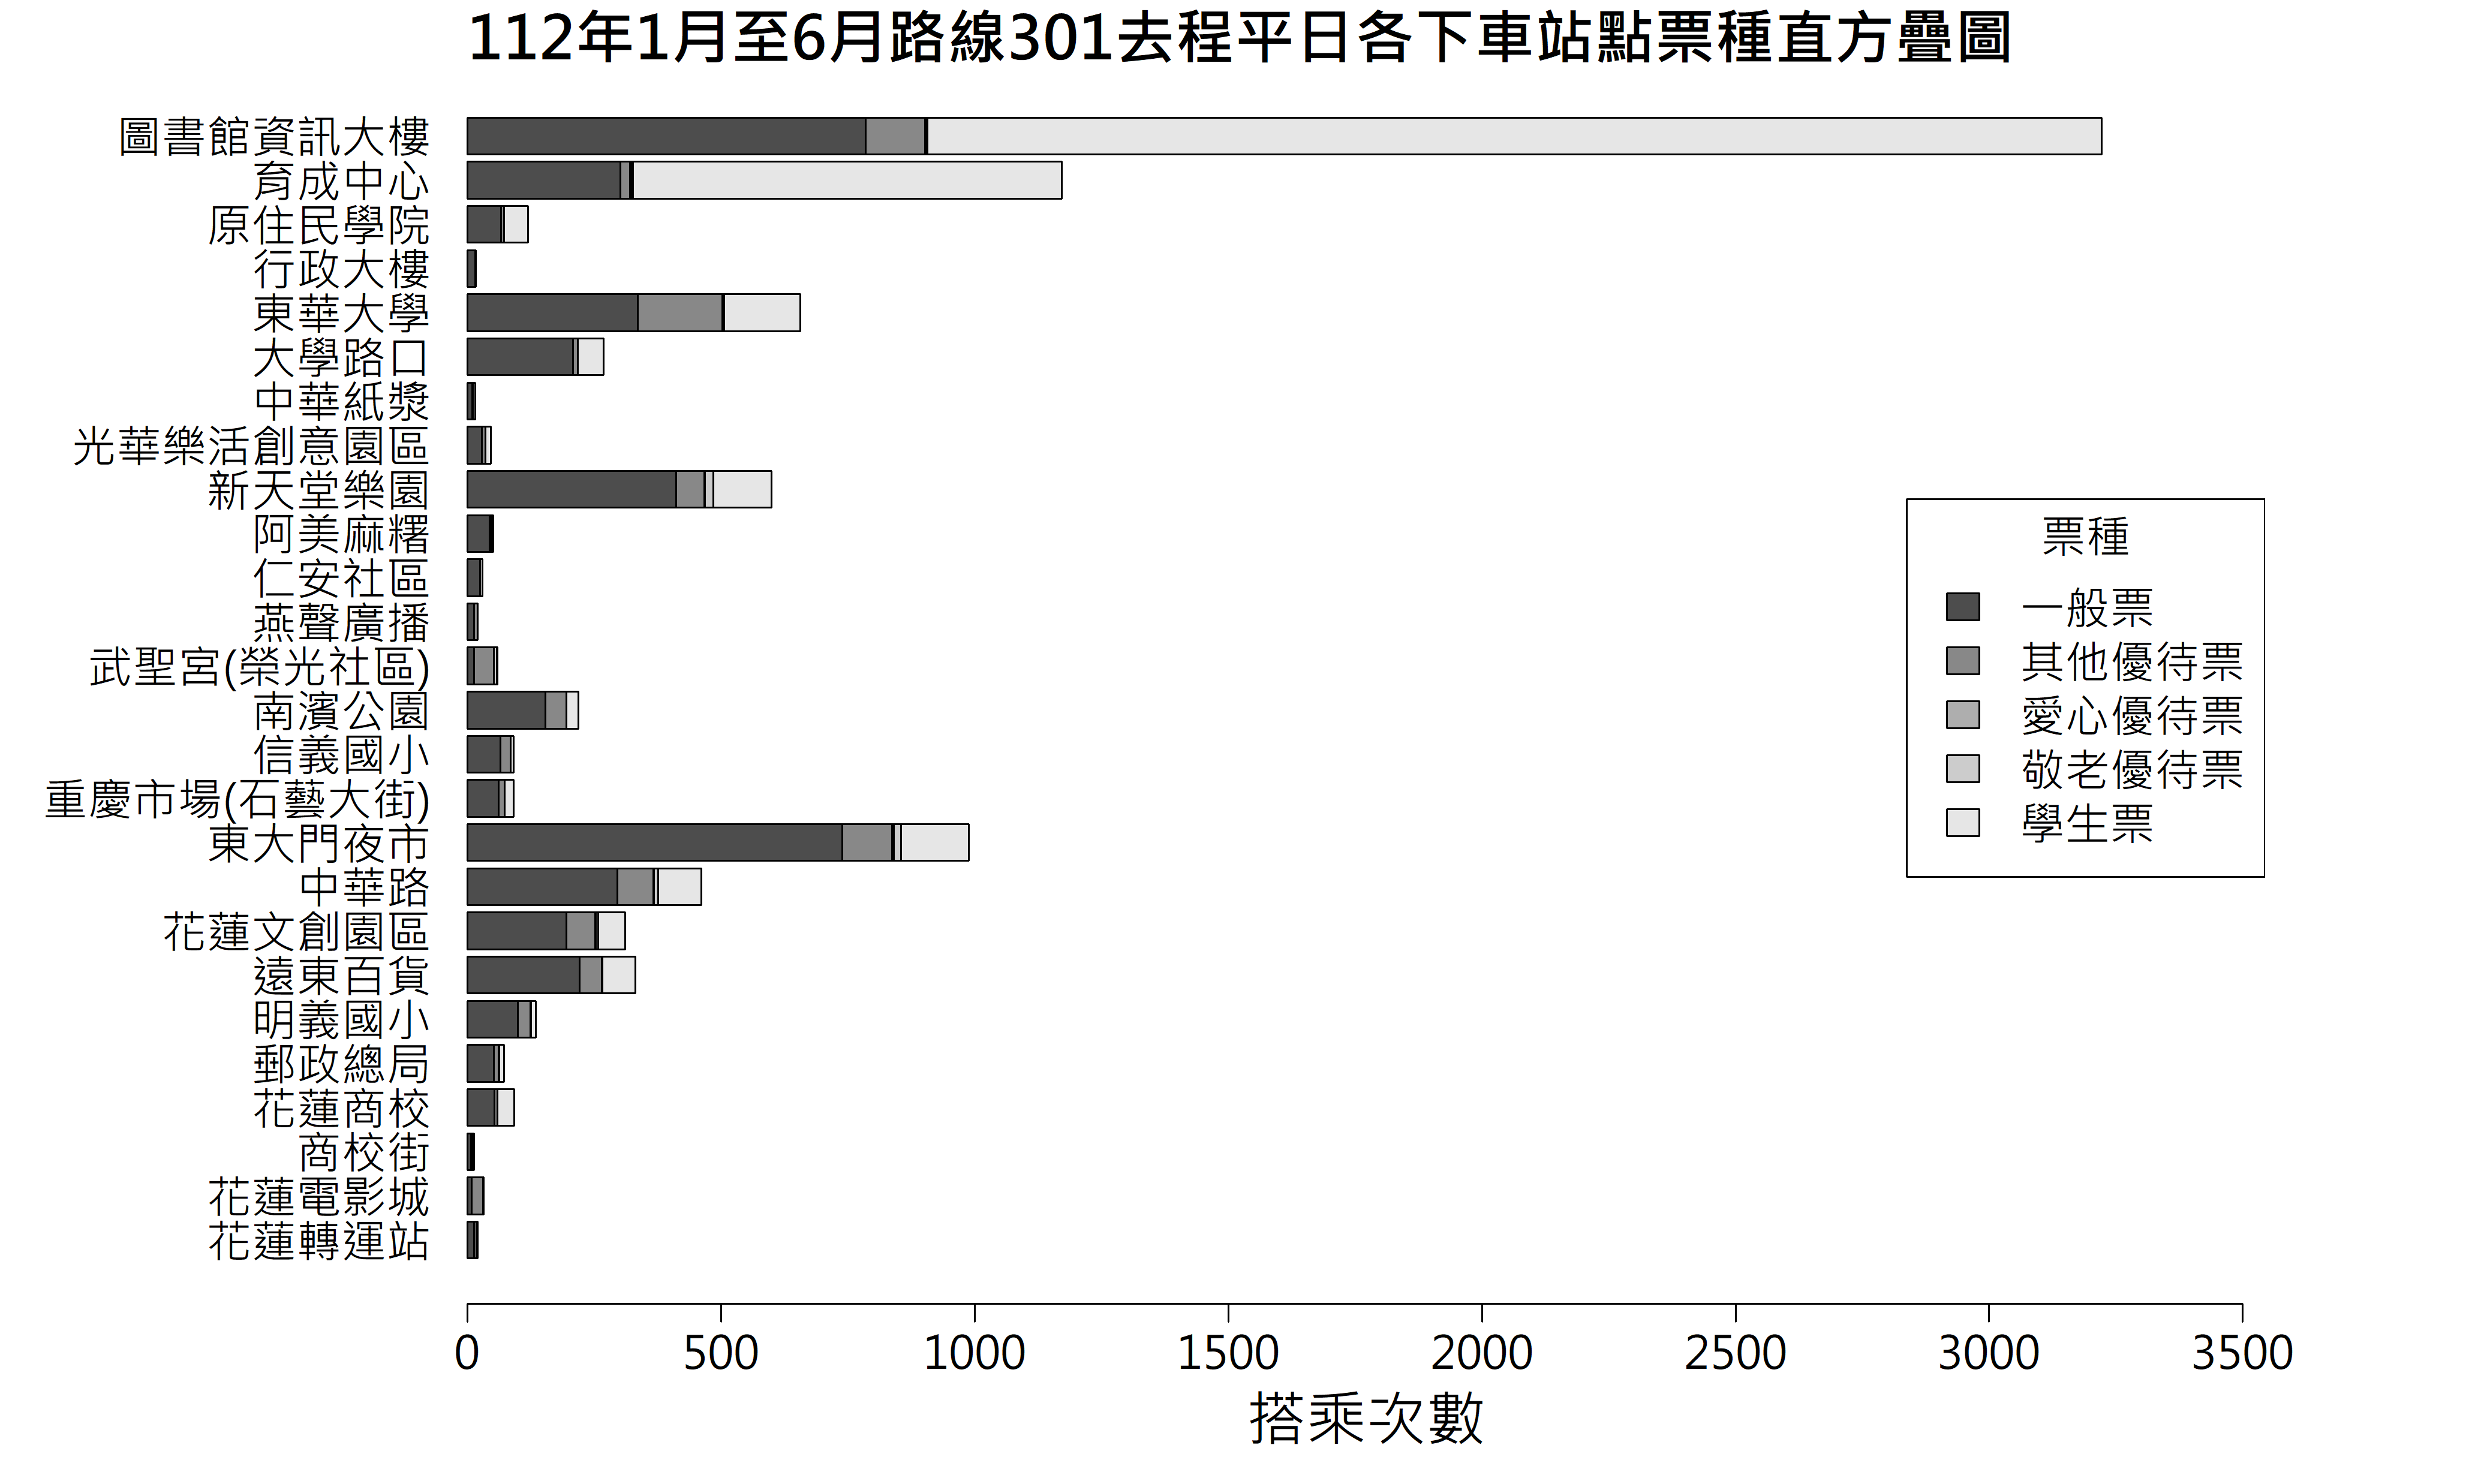 112年1月至6月路線301去程平日各下車站點票種直方疊圖
圖書館資訊大樓
育成中心
原住民學院
行政大樓
東華大學
大學路口
中華紙漿
光華樂活創意園區
新天堂樂園
阿美麻糬
仁安社區
燕聲廣播
武聖宮(榮光社區)
南濱公園
信義國小
重慶市場(石藝大街)
東大門夜市
中華路
花蓮文創園區
遠東百貨
明義國小
郵政總局
花蓮商校
商校街
花蓮電影城
花蓮轉運站
票種
一般票
其他優待票
愛心優待票
敬老優待票
學生票
0 500 1000 1500 2000 2500 3000 3500
搭乘次數